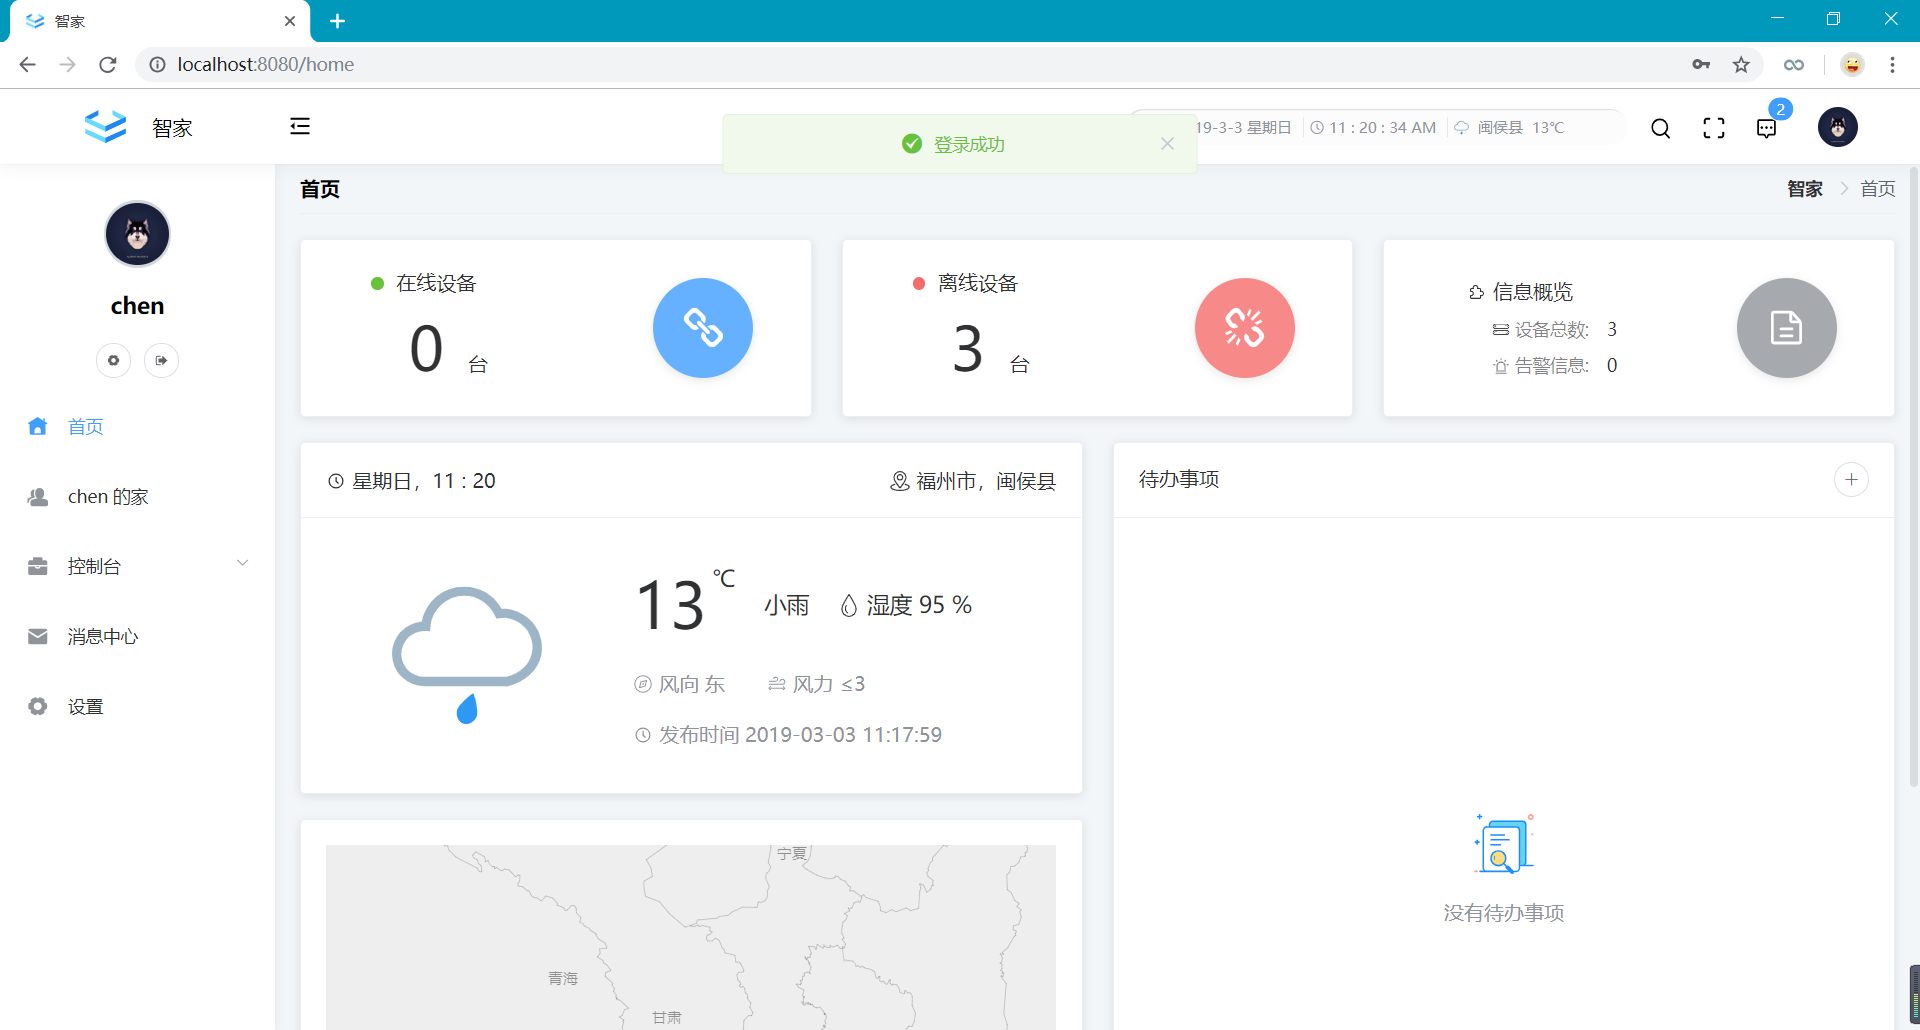 智家
localhost:8080/home
智家
登录成功
19-3-3 星期日
11 : 20 : 34 AM
闽侯县 13℃
2
首页
智家 > 首页
chen
首页
chen 的家
控制台
消息中心
设置
在线设备
0 台
离线设备
3 台
信息概览
设备总数: 3
告警信息: 0
星期日，11 : 20
福州市，闽侯县
13 ℃ 小雨 湿度 95 %
风向 东 风力 ≤3
发布时间 2019-03-03 11:17:59
待办事项
没有待办事项
宁夏
青海
甘肃